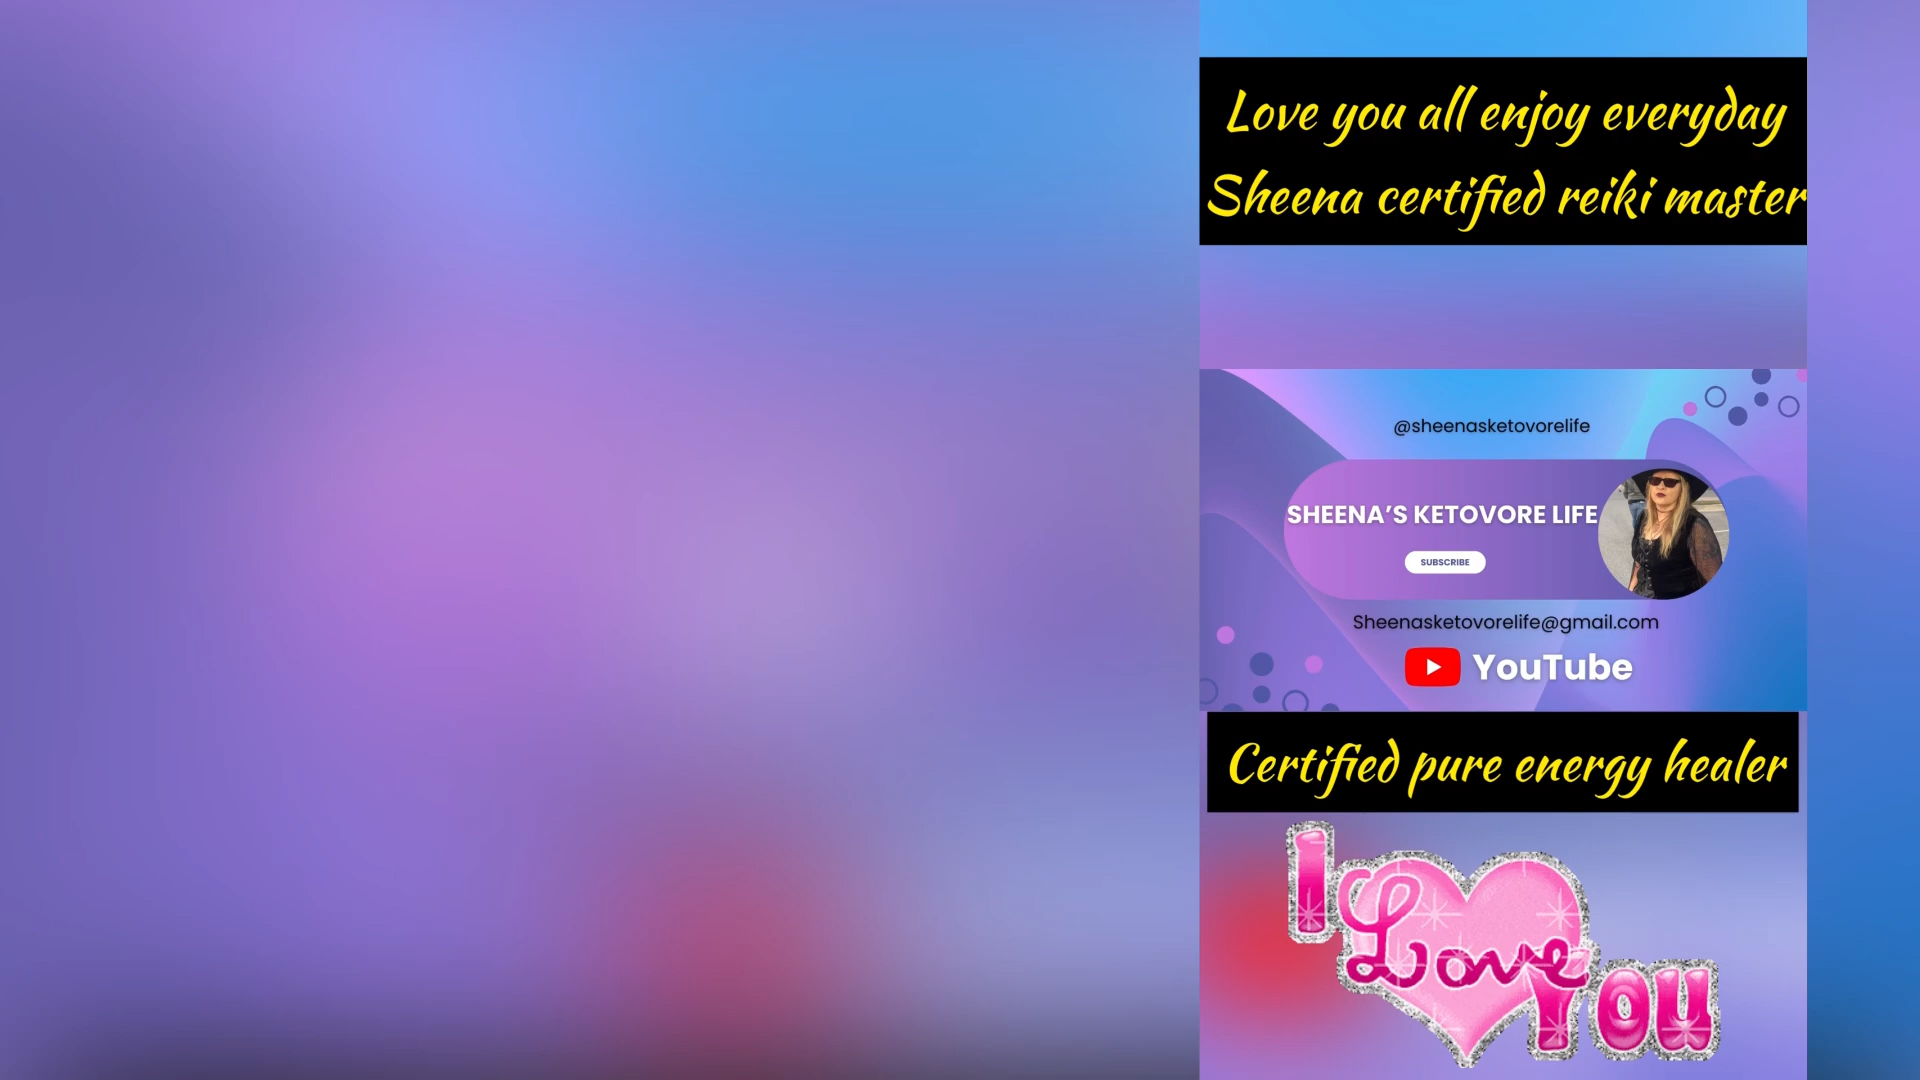 Love you all enjoy everyday
Sheena certified reiki master
@sheenasketovorelife
SHEENA’S KETOVORE LIFE
SUBSCRIBE
Sheenasketovorelife@gmail.com
YouTube
Certified pure energy healer
I Love You